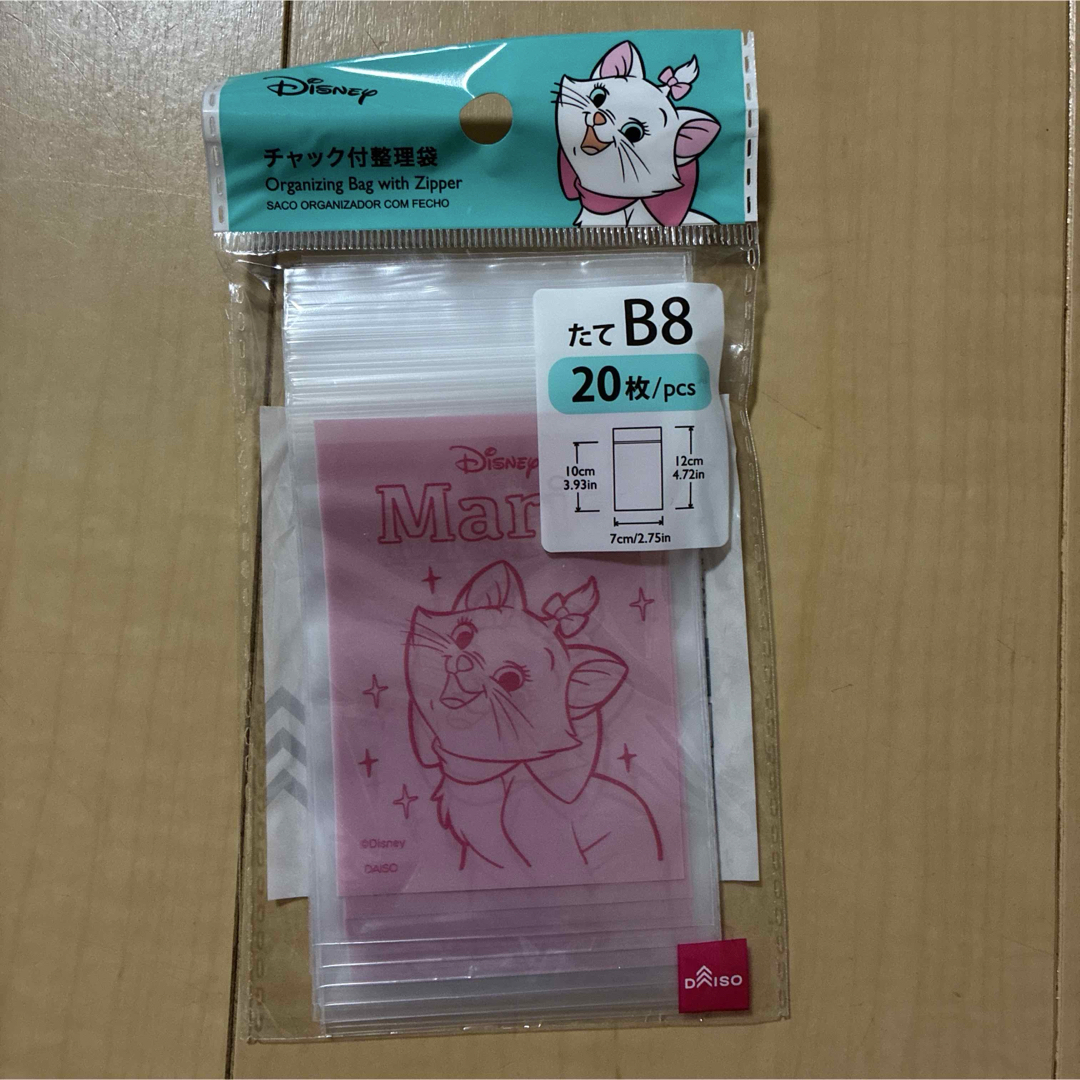 Disney
チャック付整理袋
Organizing Bag with Zipper
SACO ORGANIZADOR COM FECHO
たて B8
20枚/pcs
10cm
3.93in
12cm
4.72in
7cm/2.75in
Disney
Mar
©Disney
DAISO
DAISO